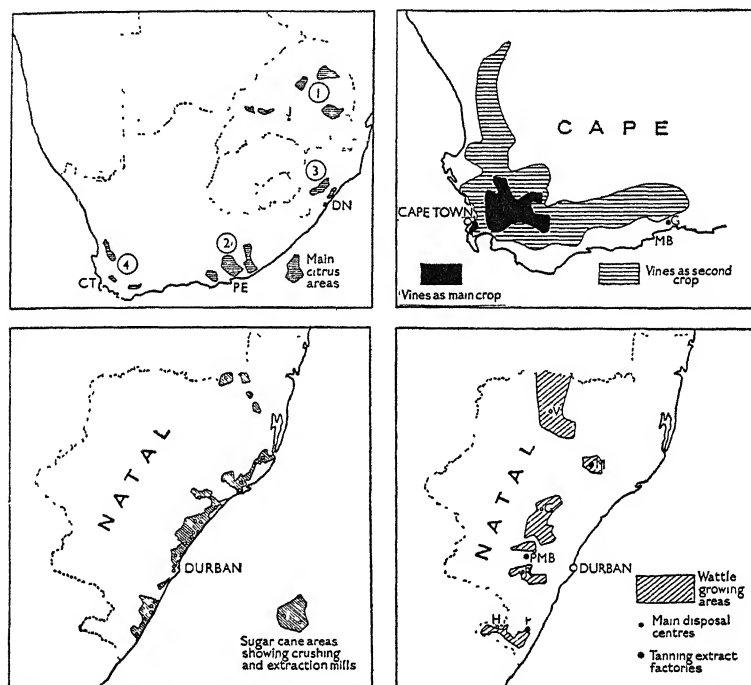 1
J
3
DN
2
Main
citrus
areas
4
CT
PE
CAPE
CAPE TOWN
G
MB
Vines as main crop
Vines as second
crop
NATAL
DURBAN
Sugar cane areas
showing crushing
and extraction mills
NATAL
V
PMB
DURBAN
H
Wattle
growing
areas
Main disposal
centres
Tanning extract
factories